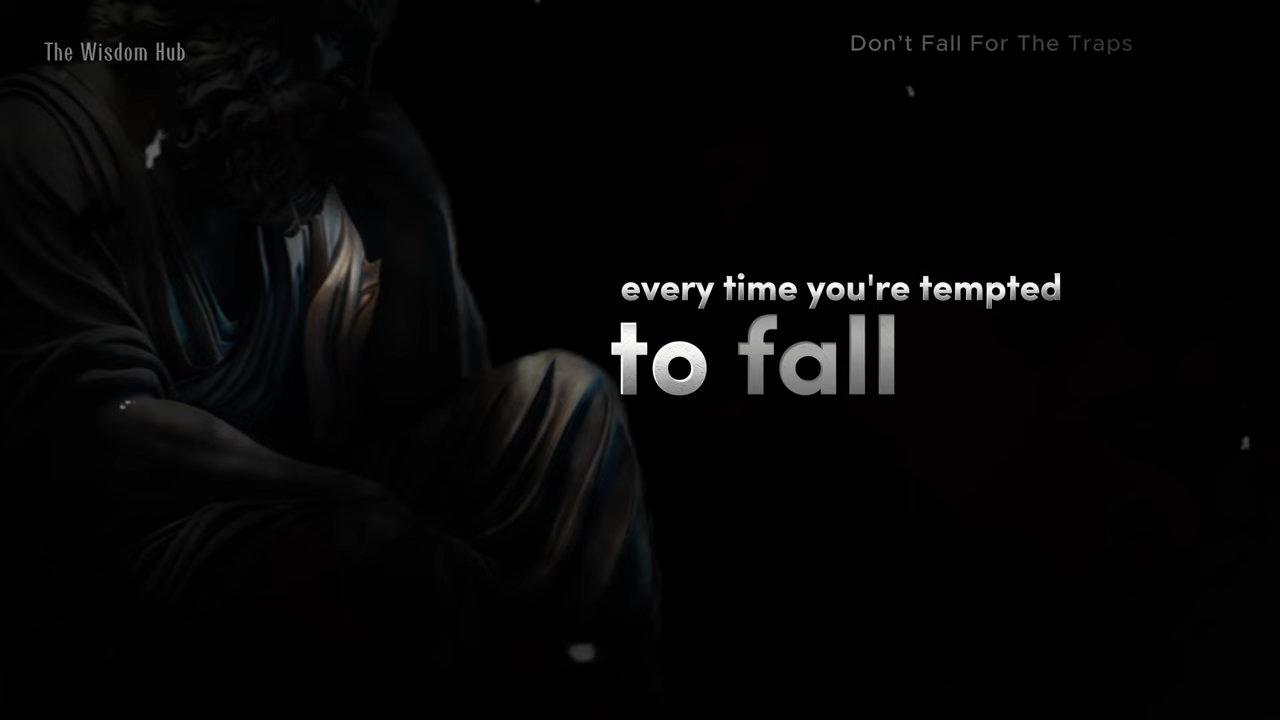 The Wisdom Hub
Don’t Fall For The Traps
every time you're tempted
to fall